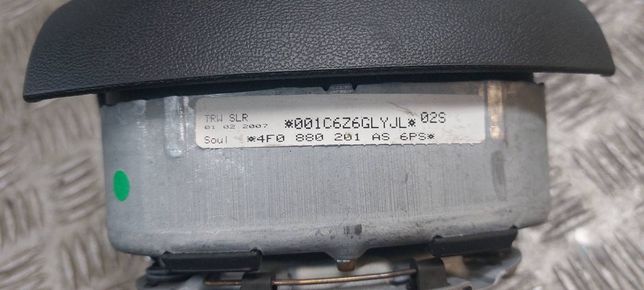 TRW SLR
01 02.2007 *001C6Z6GLYJL* 02S
Soul *4F0 880 201 AS 6PS*